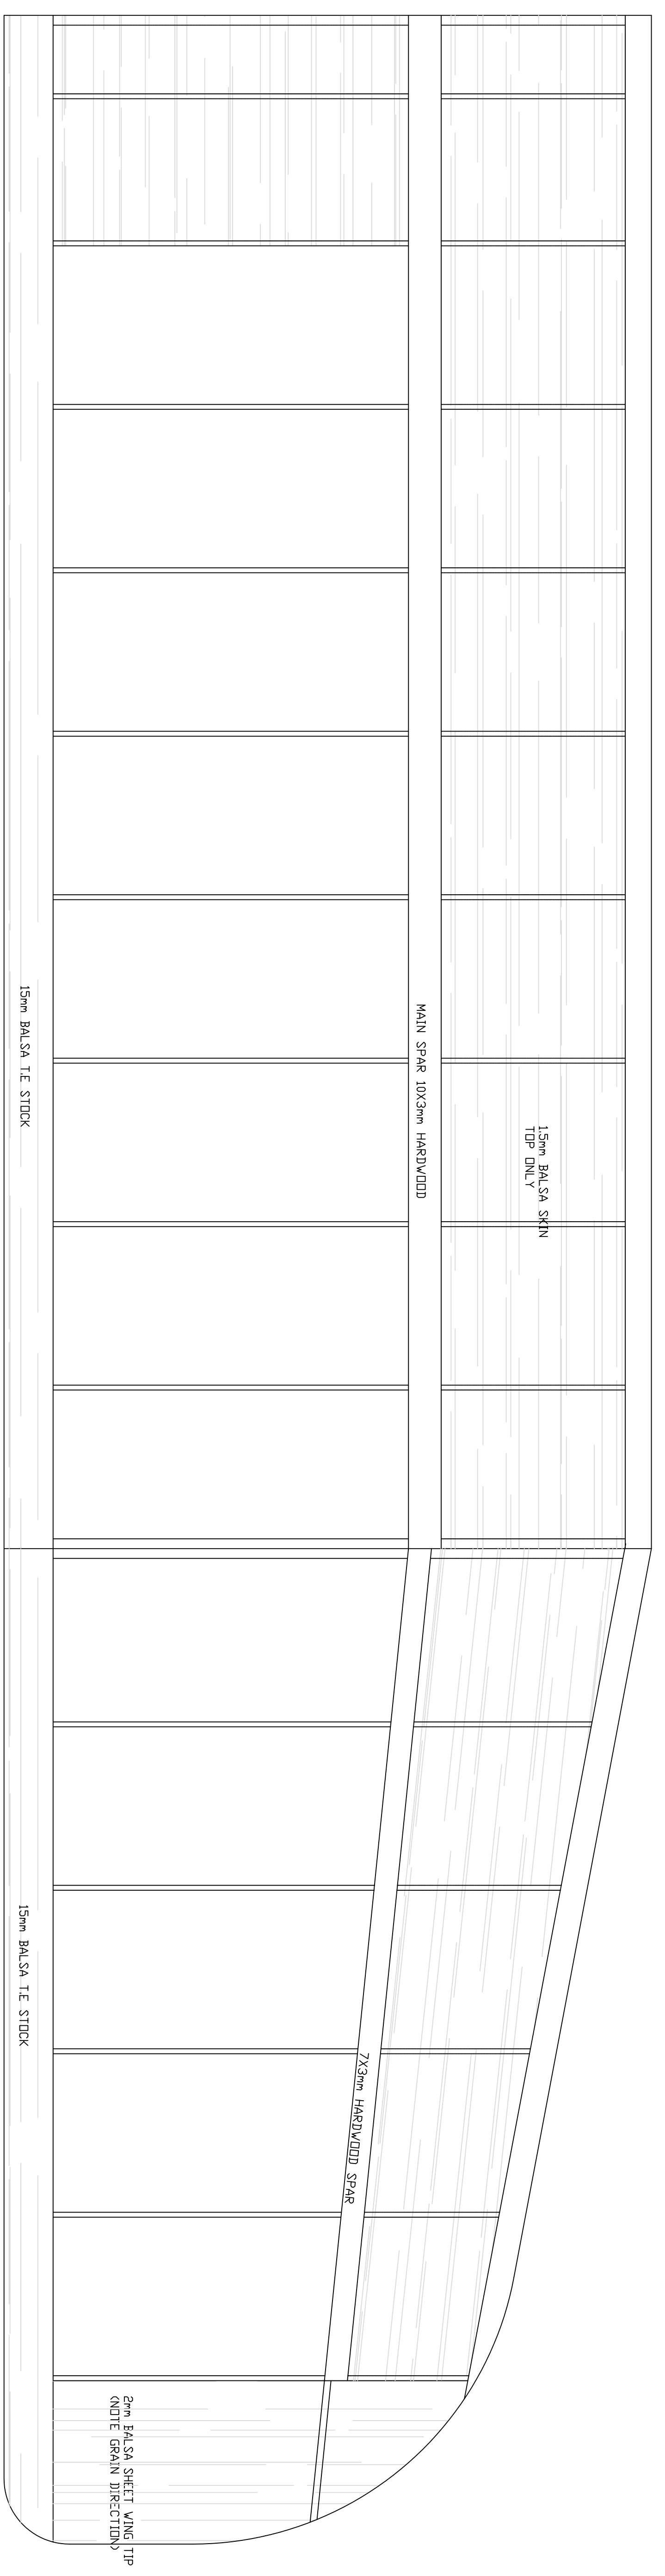 15mm BALSA T.E STOCK
MAIN SPAR 10X3mm HARDWOOD
1.5mm BALSA SKIN
TOP ONLY
15mm BALSA T.E STOCK
7X3mm HARDWOOD SPAR
2mm BALSA SHEET WING TIP
(NOTE GRAIN DIRECTION)